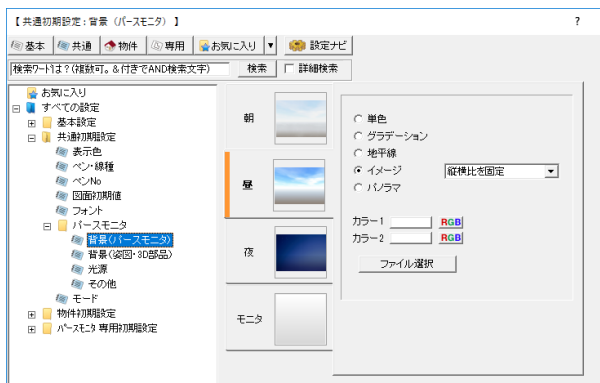 【 共通初期設定 : 背景（パースモニタ） 】 ?
基本 共通 物件 専用 お気に入り ▼ 設定ナビ
検索ワードは？(複数可。&付きでAND検索文字) 検索 詳細検索
お気に入り
すべての設定
基本設定
共通初期設定
表示色
ペン・線種
ペンNo
図面初期値
フォント
パースモニタ
背景(パースモニタ)
背景(姿図・3D部品)
光源
その他
モード
物件初期設定
パースモニタ 専用初期設定
朝
昼
夜
モニタ
単色
グラデーション
地平線
イメージ 縦横比を固定
パノラマ
カラー1 RGB
カラー2 RGB
ファイル選択